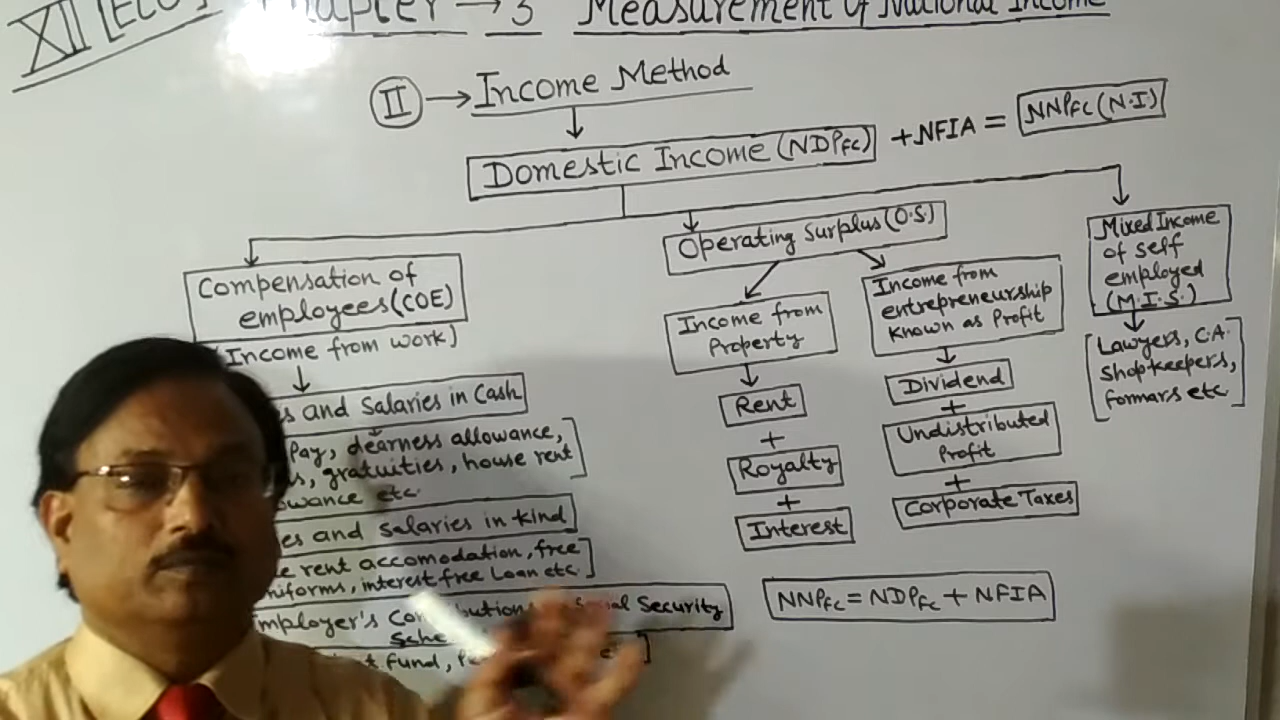 XII [ECO] Chapter → 3 Measurement of National Income
II → Income Method
Domestic Income (NDPFC) + NFIA = NNPFC (N.I)
Compensation of
employees (COE)
(Income from work)
and Salaries in Cash
Pay, dearness allowance,
gratuities, house rent
etc.
and salaries in kind
rent accomodation, free
interest free Loan etc.]
Employer's Social Security
Fund,
Operating Surplus (O.S.)
Income from
Property
Rent
+
Royalty
+
Interest
Income from
entrepreneurship
known as Profit
Dividend
+
Undistributed
Profit
+
Corporate Taxes
Mixed Income
of self
employed
(M.I.S.)
[Lawyers, C.A.
Shopkeepers,
formars etc]
NNPFC = NDPFC + NFIA